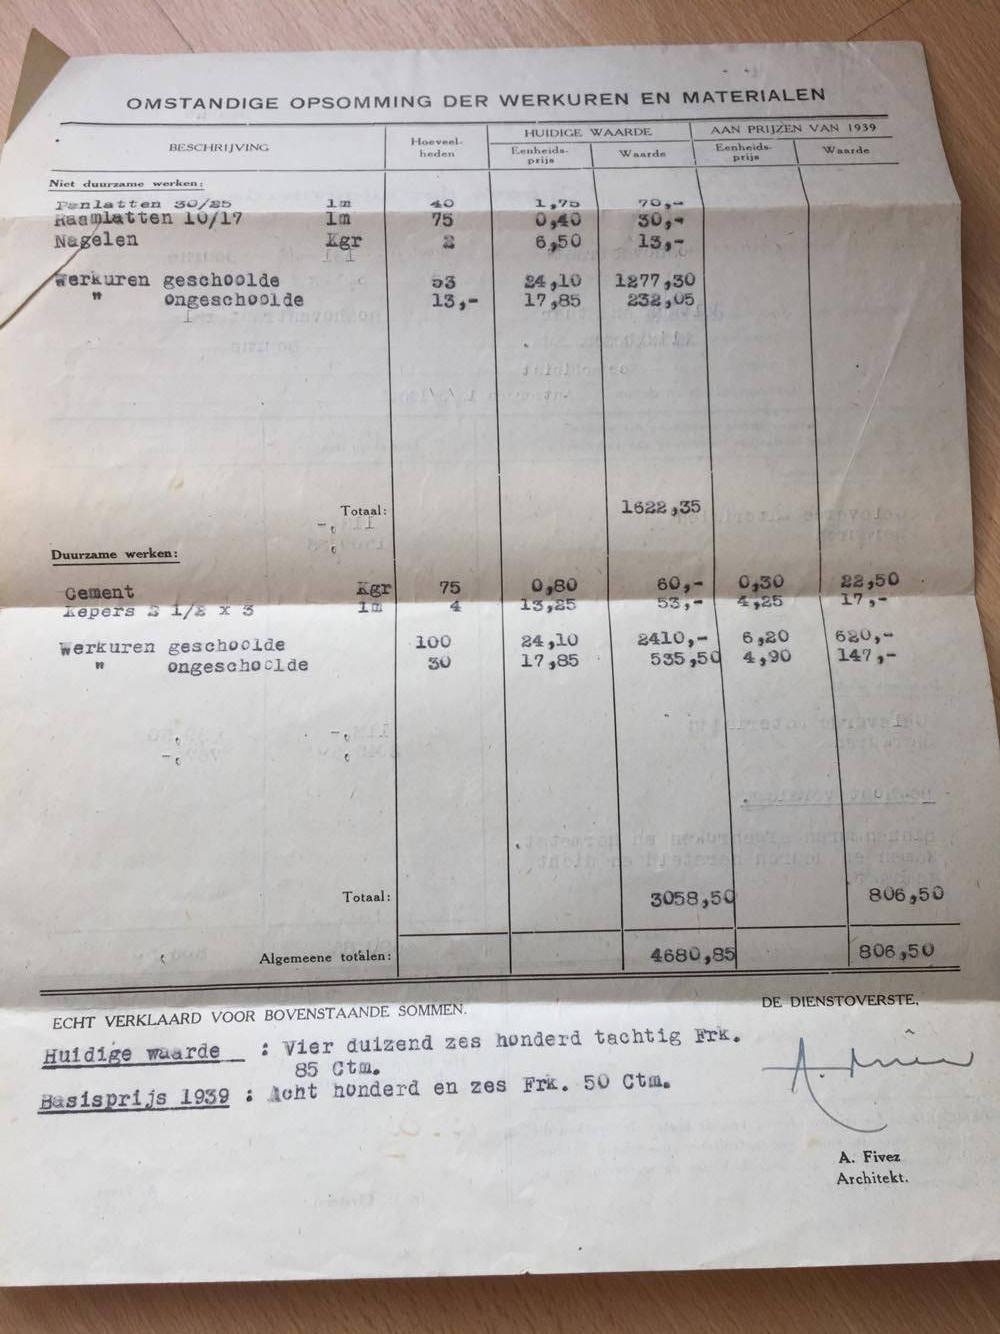 OMSTANDIGE OPSOMMING DER WERKUREN EN MATERIALEN
BESCHRIJVING Hoeveel-heden HUIDIGE WAARDE AAN PRIJZEN VAN 1939
Eenheids-prijs Waarde Eenheids-prijs Waarde
Niet duurzame werken:
Panlatten 30/25 lm 40 1,75 70,-
Raamlatten 10/17 lm 75 0,40 30,-
Nagelen Kgr 2 6,50 13,-
Werkuren geschoolde 53 24,10 1277,30
" ongeschoolde 13,- 17,85 232,05
Totaal: 1622,35
Duurzame werken:
Cement Kgr 75 0,80 60,- 0,30 22,50
Kepers 2 1/2 x 3 lm 4 13,25 53,- 4,25 17,-
Werkuren geschoolde 100 24,10 2410,- 6,20 620,-
" ongeschoolde 30 17,85 535,50 4,90 147,-
Totaal: 3058,50 806,50
Algemeene totalen: 4680,85 806,50
ECHT VERKLAARD VOOR BOVENSTAANDE SOMMEN.
DE DIENSTOVERSTE,
Huidige waarde : Vier duizend zes honderd tachtig Frk.
85 Ctm.
Basisprijs 1939 : Acht honderd en zes Frk. 50 Ctm.
A. Fivez
Architekt.